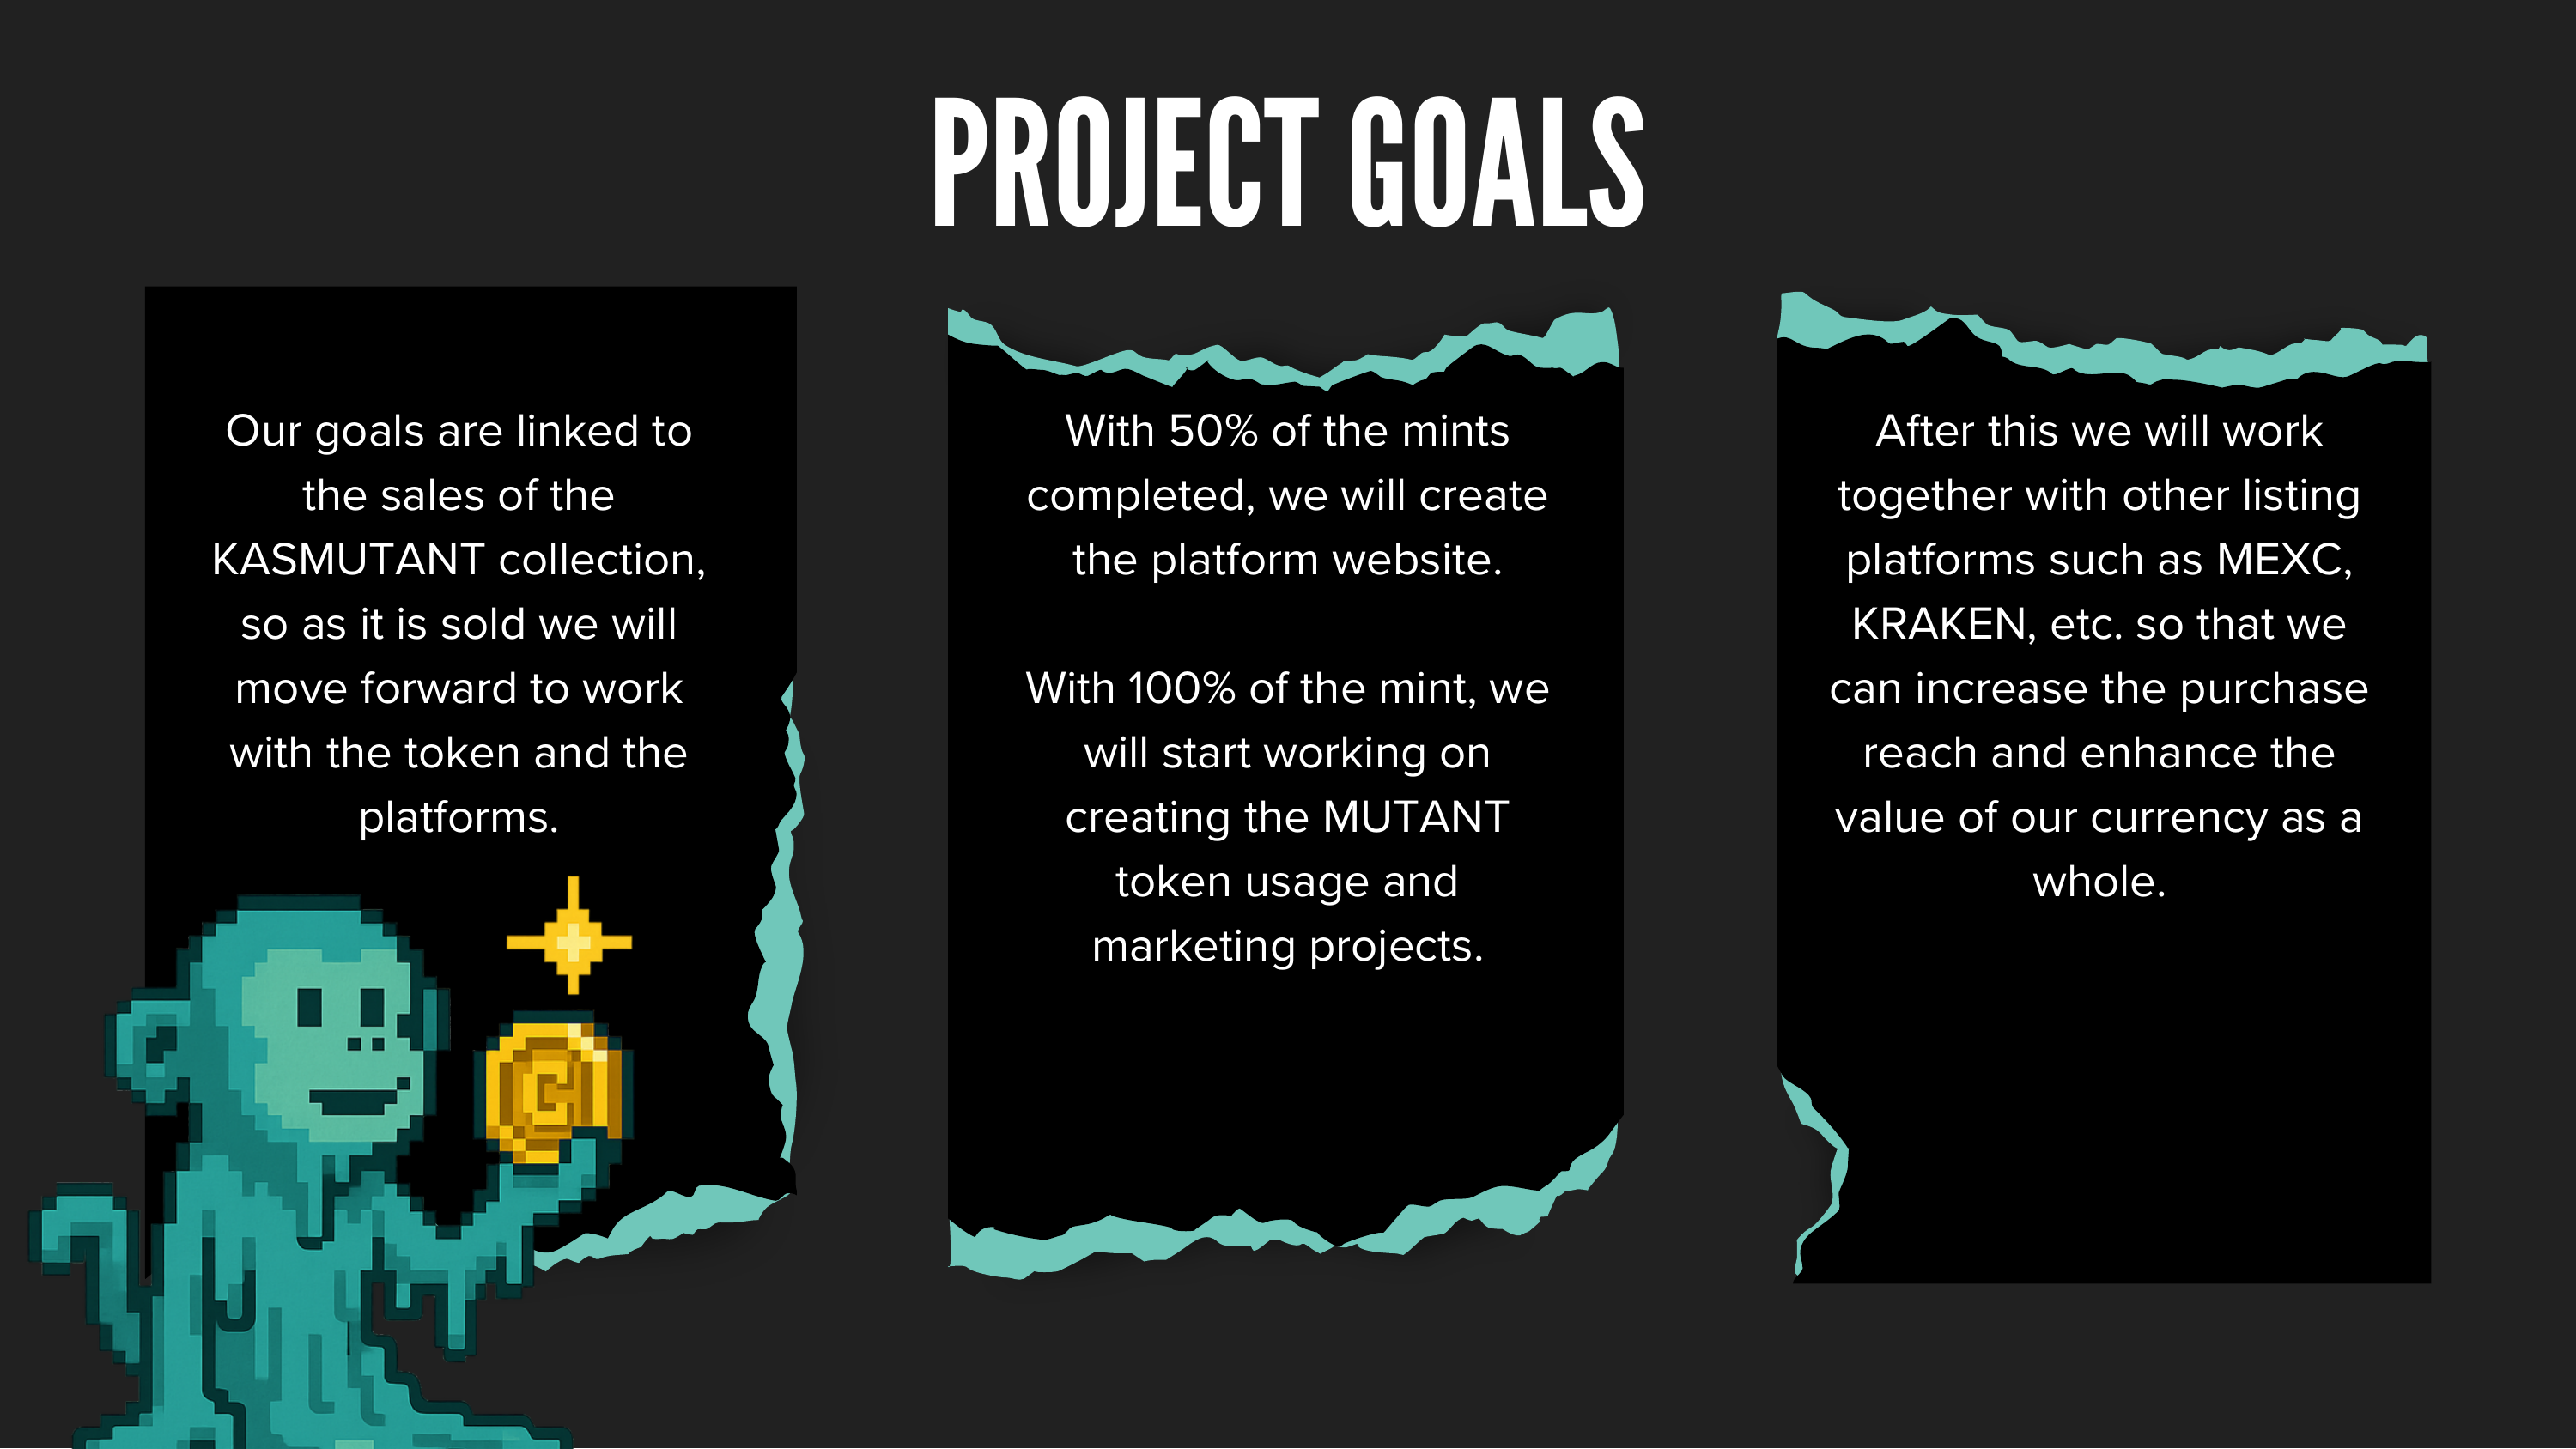 PROJECT GOALS
Our goals are linked to
the sales of the
KASMUTANT collection,
so as it is sold we will
move forward to work
with the token and the
platforms.
With 50% of the mints
completed, we will create
the platform website.
With 100% of the mint, we
will start working on
creating the MUTANT
token usage and
marketing projects.
After this we will work
together with other listing
platforms such as MEXC,
KRAKEN, etc. so that we
can increase the purchase
reach and enhance the
value of our currency as a
whole.